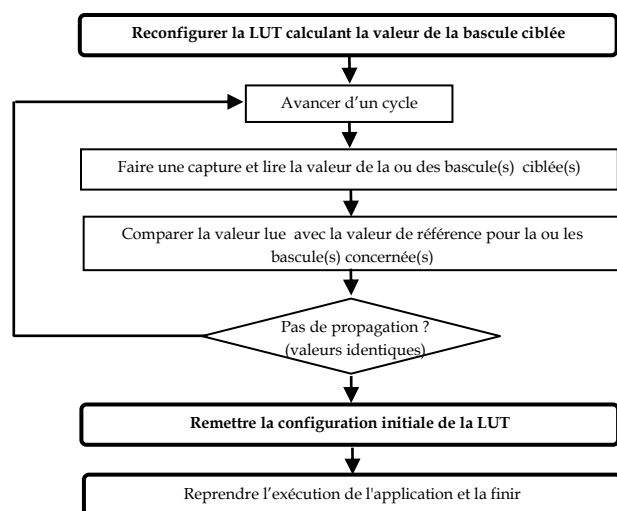 Reconfigurer la LUT calculant la valeur de la bascule ciblée
Avancer d'un cycle
Faire une capture et lire la valeur de la ou des bascule(s) ciblée(s)
Comparer la valeur lue avec la valeur de référence pour la ou les
bascule(s) concernée(s)
Pas de propagation ?
(valeurs identiques)
Remettre la configuration initiale de la LUT
Reprendre l'exécution de l'application et la finir